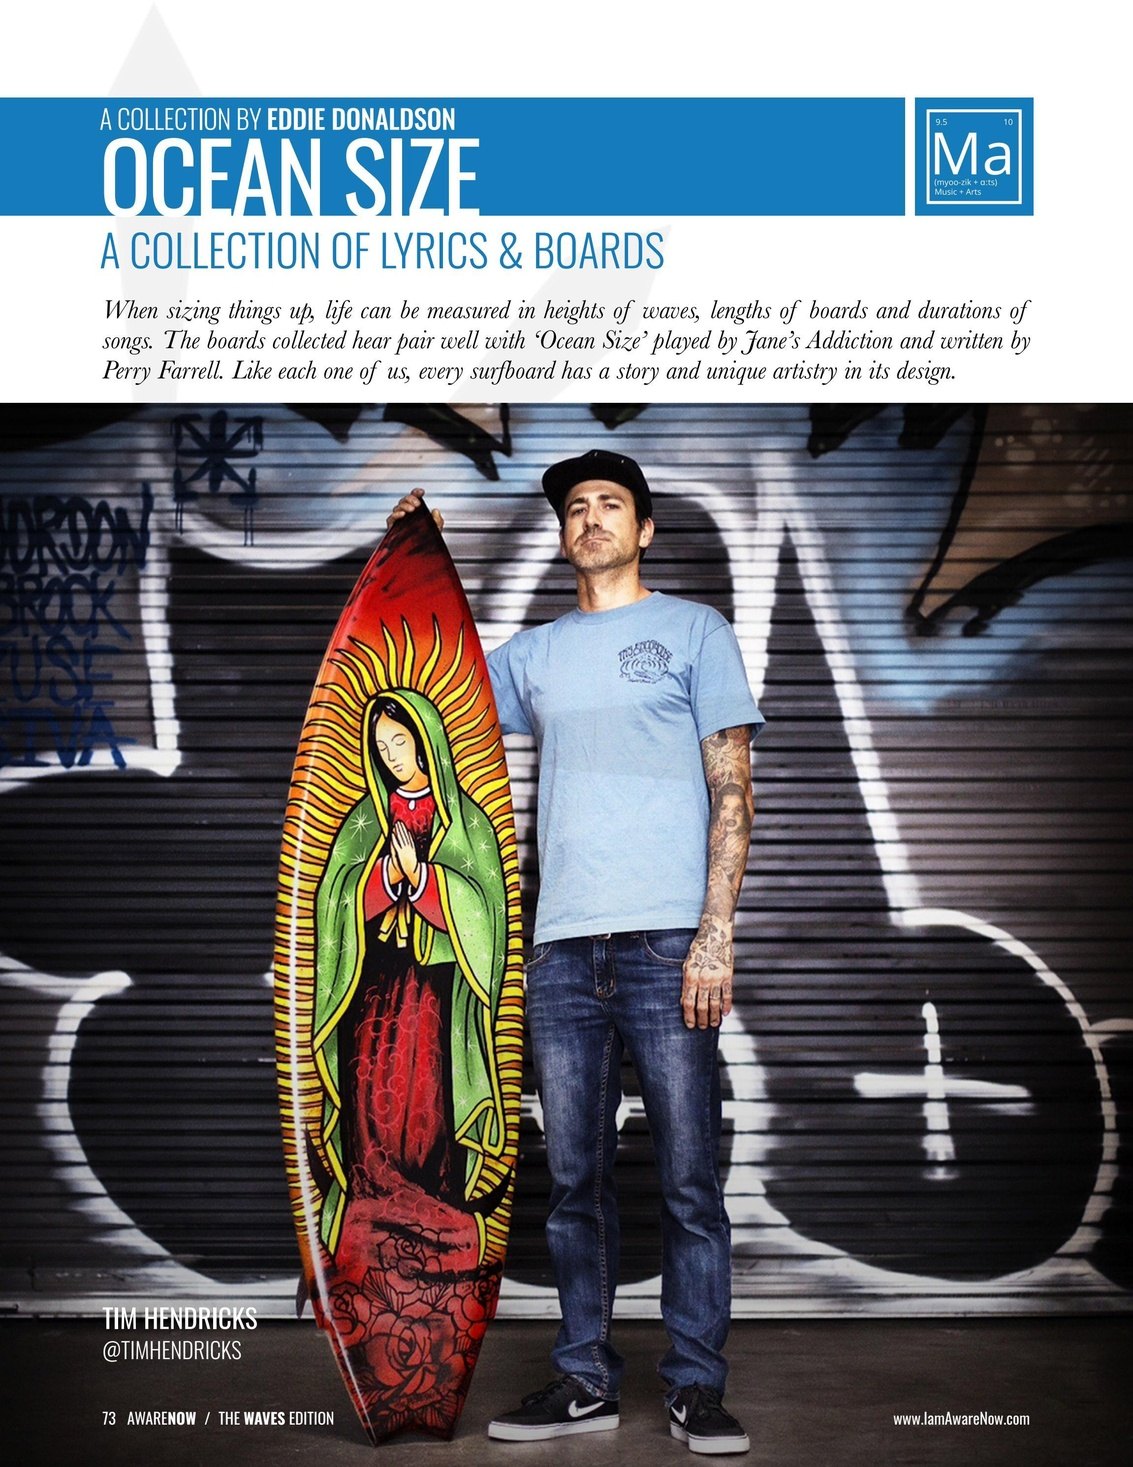 A COLLECTION BY EDDIE DONALDSON
OCEAN SIZE
9.5 10
Ma
(myoo-zik + ɑ:ts)
Music + Arts
A COLLECTION OF LYRICS & BOARDS
When sizing things up, life can be measured in heights of waves, lengths of boards and durations of
songs. The boards collected hear pair well with ‘Ocean Size’ played by Jane’s Addiction and written by
Perry Farrell. Like each one of us, every surfboard has a story and unique artistry in its design.
BROCK
TIM HENDRICKS
@TIMHENDRICKS
73 AWARENOW / THE WAVES EDITION
www.IamAwareNow.com